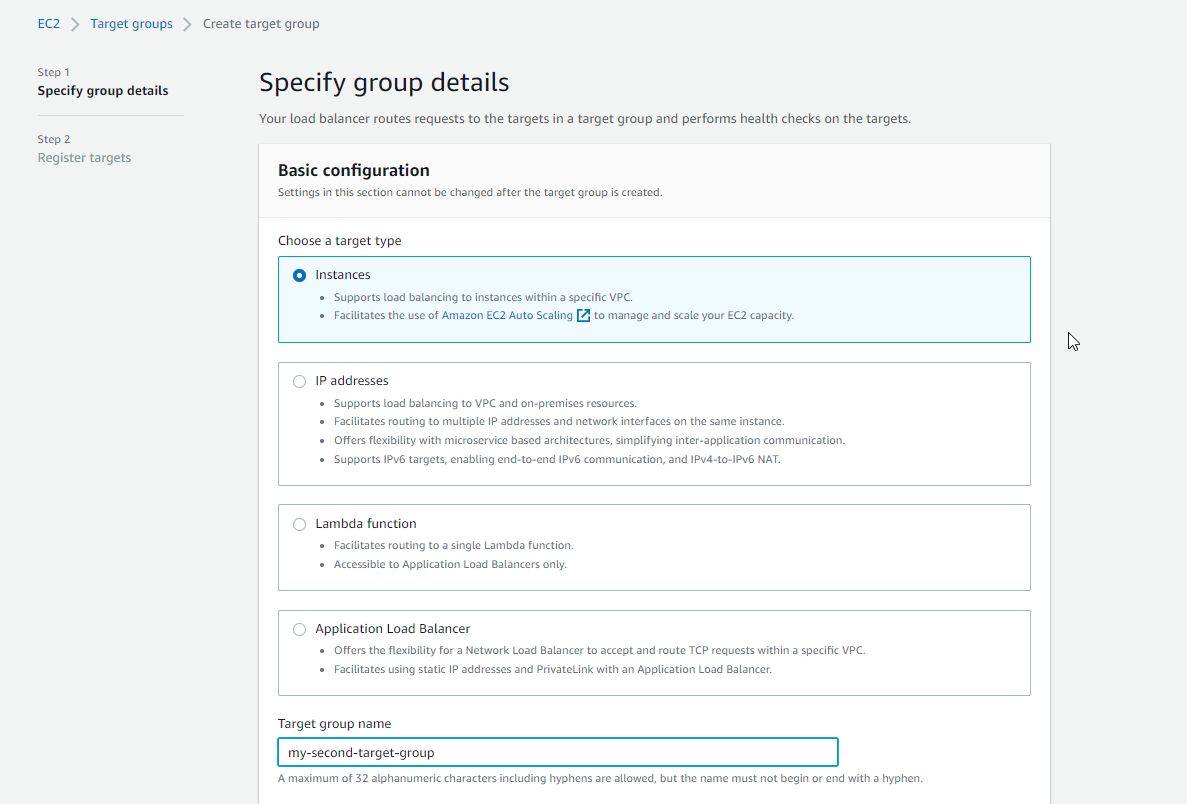 EC2 > Target groups > Create target group
Step 1
Specify group details
Step 2
Register targets
Specify group details
Your load balancer routes requests to the targets in a target group and performs health checks on the targets.
Basic configuration
Settings in this section cannot be changed after the target group is created.
Choose a target type
Instances
• Supports load balancing to instances within a specific VPC.
• Facilitates the use of Amazon EC2 Auto Scaling to manage and scale your EC2 capacity.
IP addresses
• Supports load balancing to VPC and on-premises resources.
• Facilitates routing to multiple IP addresses and network interfaces on the same instance.
• Offers flexibility with microservice based architectures, simplifying inter-application communication.
• Supports IPv6 targets, enabling end-to-end IPv6 communication, and IPv4-to-IPv6 NAT.
Lambda function
• Facilitates routing to a single Lambda function.
• Accessible to Application Load Balancers only.
Application Load Balancer
• Offers the flexibility for a Network Load Balancer to accept and route TCP requests within a specific VPC.
• Facilitates using static IP addresses and PrivateLink with an Application Load Balancer.
Target group name
my-second-target-group
A maximum of 32 alphanumeric characters including hyphens are allowed, but the name must not begin or end with a hyphen.